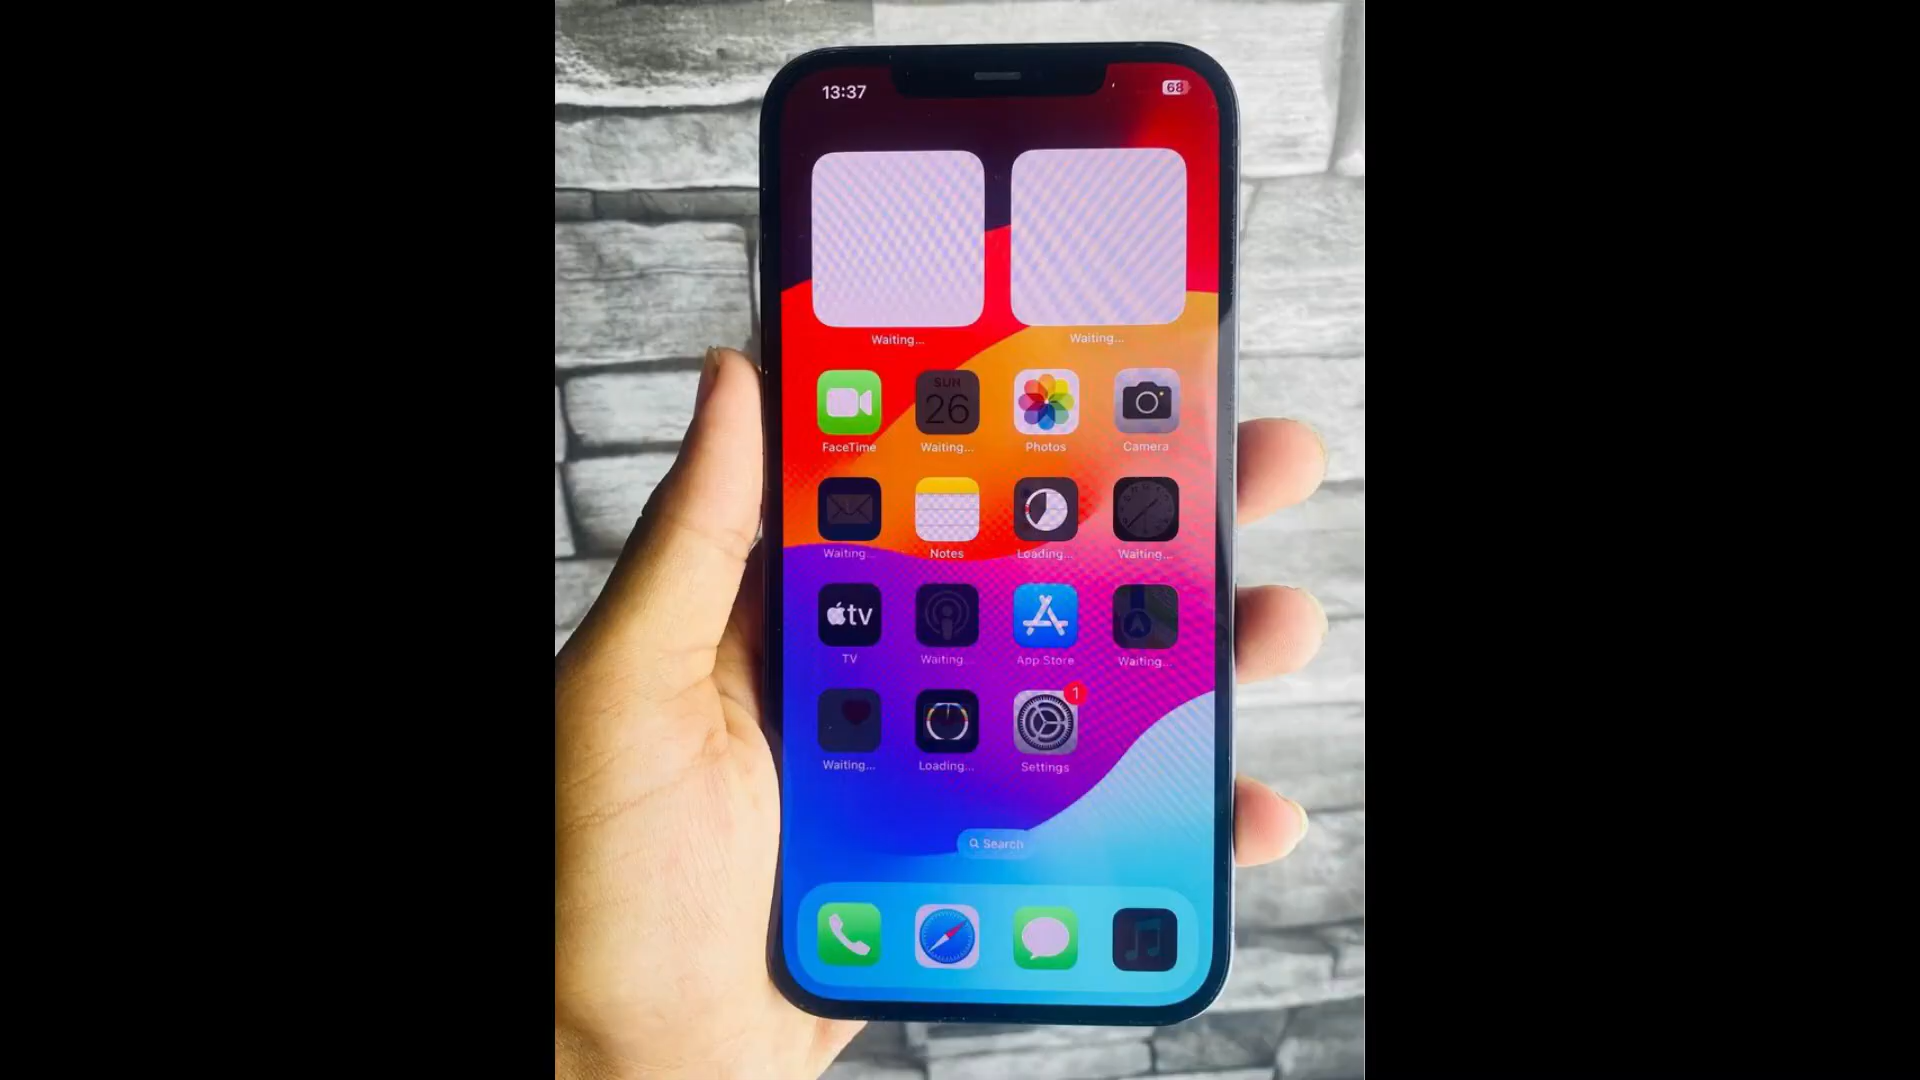 13:37
68
Waiting...
Waiting...
SUN
26
FaceTime
Waiting...
Photos
Camera
Waiting...
Notes
Loading...
Waiting...
tv
TV
Waiting...
App Store
Waiting...
1
Waiting...
Loading...
Settings
Search